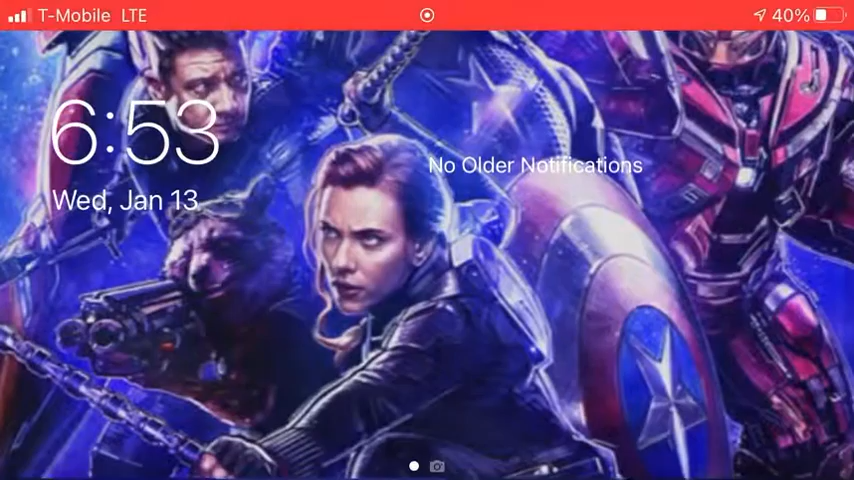 T-Mobile LTE
40%
6:53
No Older Notifications
Wed, Jan 13